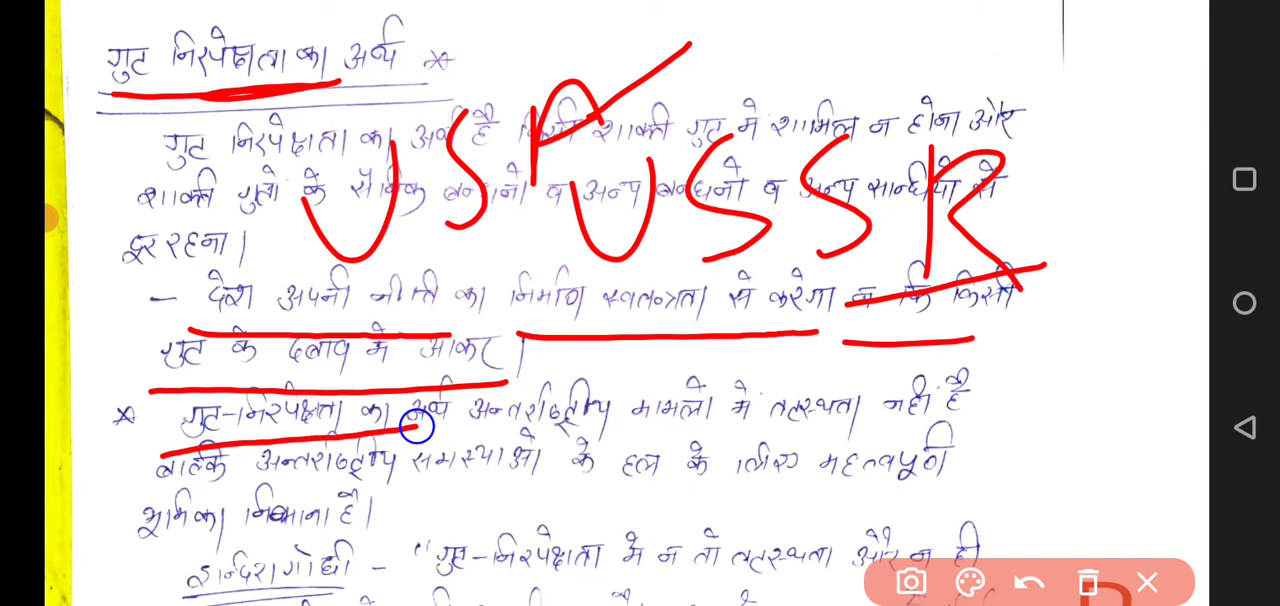 गुट निरपेक्षता का अर्थ *
गुट निरपेक्षता का अर्थ है किसी शक्ती गुट मे शामिल न होना और
शक्ती गुटो के सैनिक बन्धनो व अन्य बन्धनो व अन्य सान्धियो से
दूर रहना।
USA USSR
- देश अपनी नीति का निर्माण स्वतन्त्रता से करेगा न कि किसी
गुट के दबाव मे आकर।
* गुट-निरपेक्षता का अर्थ अन्तर्राष्ट्रीय मामलो मे तटस्थता नही है
बल्कि अन्तर्राष्ट्रीय समस्याओ के हल के लिए महत्वपूर्ण
भूमिका निभाना है।
इन्दिरा गाँधी - "गुट-निरपेक्षता मे न तो तटस्थता और न ही